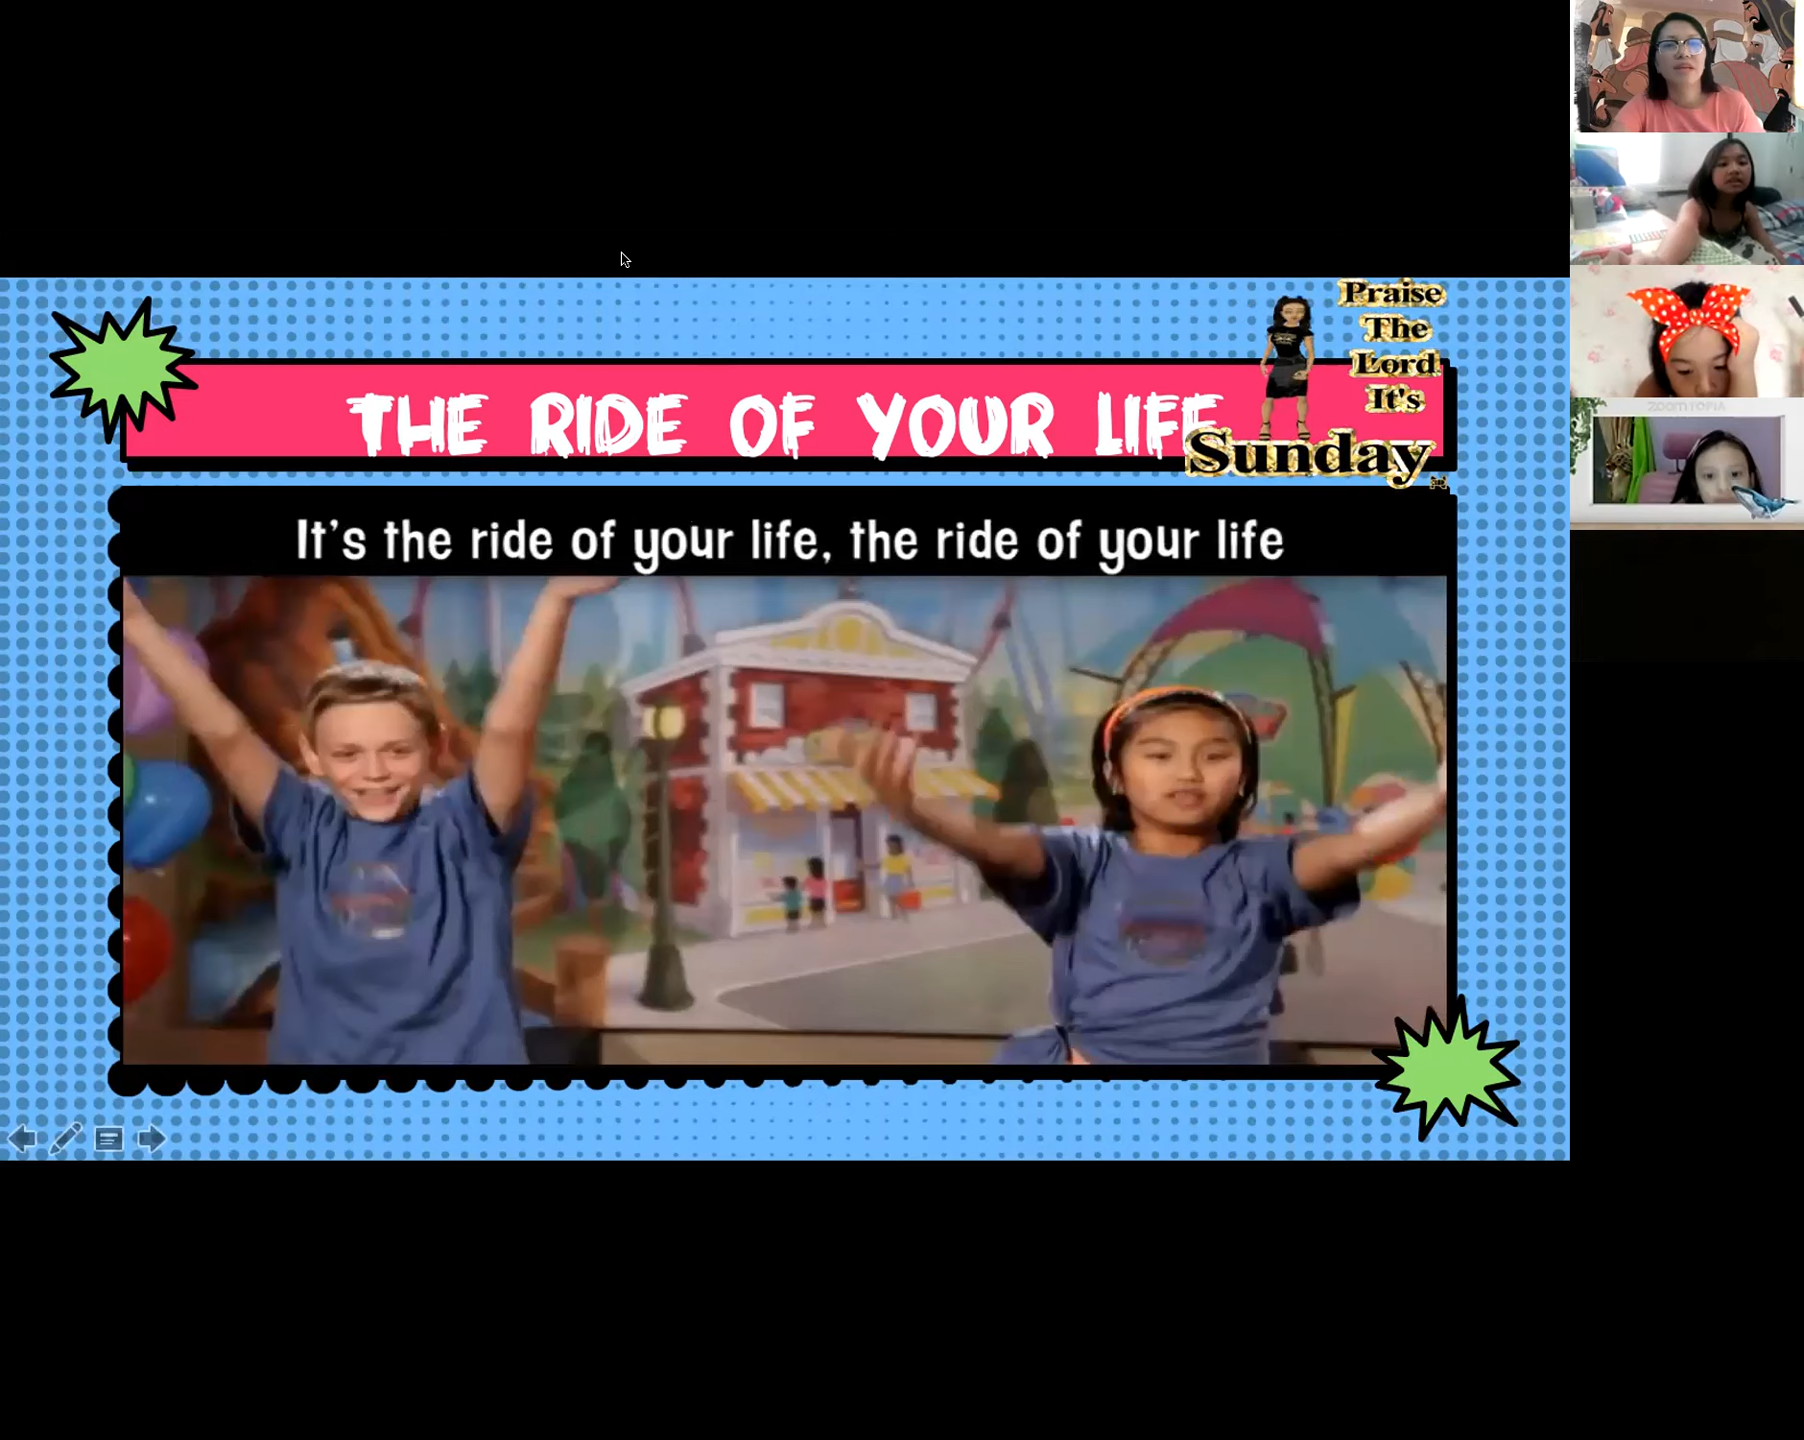 THE RIDE OF YOUR LIFE
Praise
The
Lord
It's
Sunday
It's the ride of your life, the ride of your life
ZOOMTOPIA